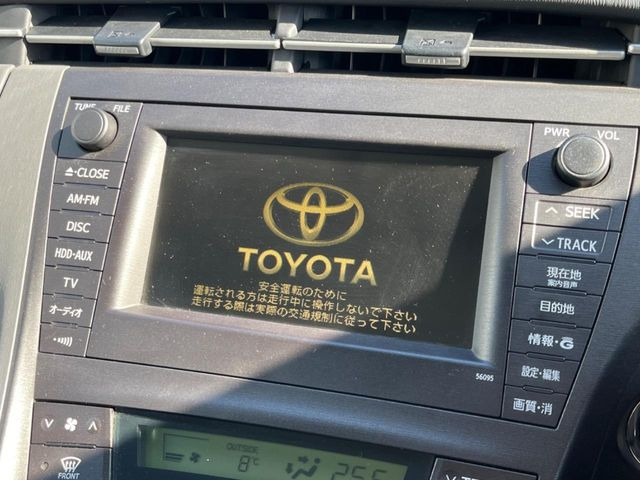 TUNE FILE
PWR VOL
▲CLOSE
AM•FM
DISC
HDD•AUX
TV
オーディオ
SEEK
TRACK
現在地
案内音声
目的地
情報・G
設定・編集
画質・消
TOYOTA
安全運転のために
運転される方は走行中に操作しないで下さい
走行する際は実際の交通規制に従って下さい
56095
FRONT
OUTSIDE
8℃